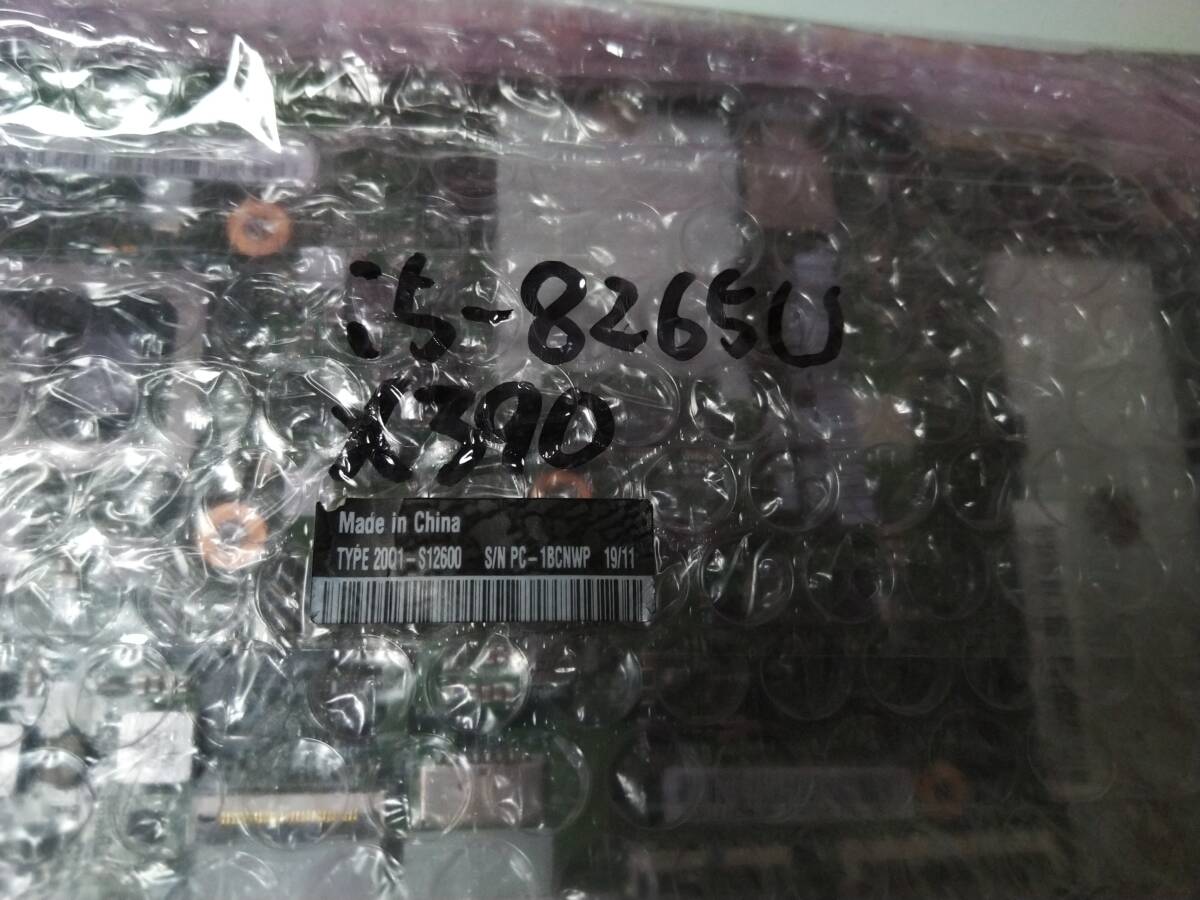 i5-8265U
X390
Made in China
TYPE 20Q1-S12600 S/N PC-1BCNWP 19/11